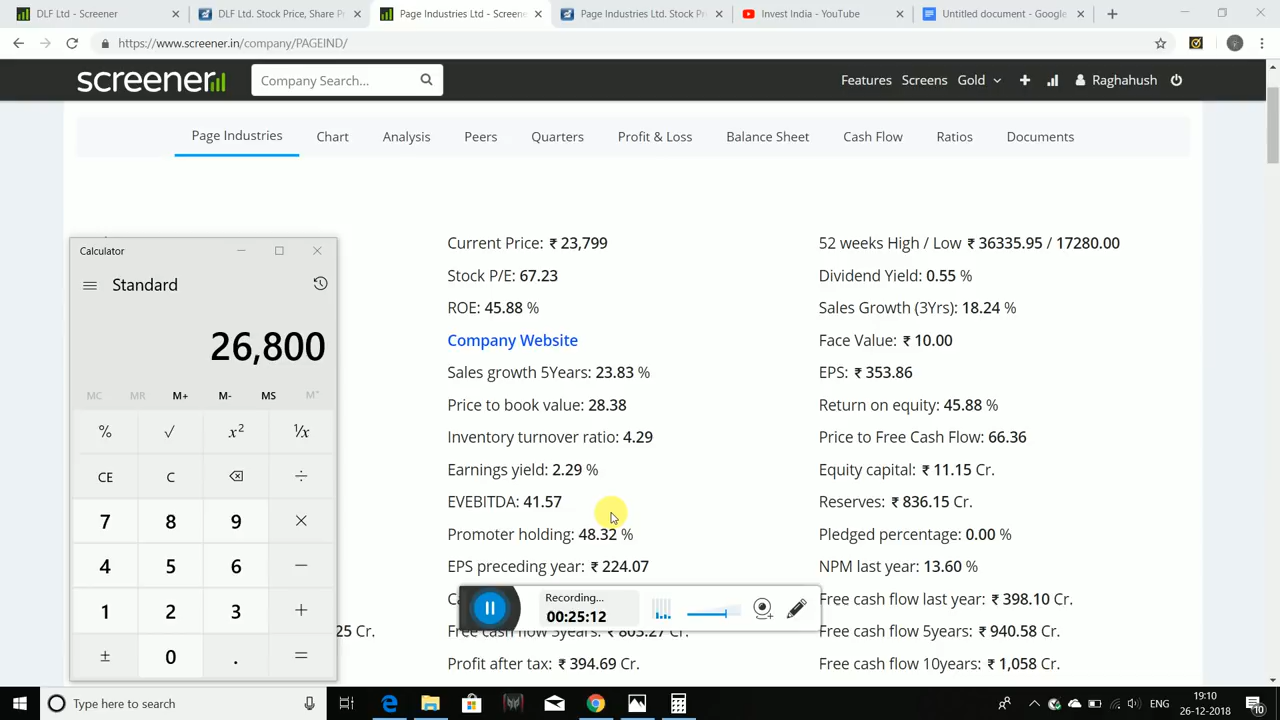 DLF Ltd - Screener
DLF Ltd. Stock Price, Share P
Page Industries Ltd - Screene
Page Industries Ltd. Stock P
Invest India - YouTube
Untitled document - Google
https://www.screener.in/company/PAGEIND/
screener
Company Search...
Features
Screens
Gold
Raghahush
Page Industries
Chart
Analysis
Peers
Quarters
Profit & Loss
Balance Sheet
Cash Flow
Ratios
Documents
Calculator
Standard
26,800
MC MR M+ M- MS M˅
% √ x² ¹/x
CE C ⌫ ÷
7 8 9 ×
4 5 6 −
1 2 3 +
± 0 . =
Current Price: ₹ 23,799
52 weeks High / Low ₹ 36335.95 / 17280.00
Stock P/E: 67.23
Dividend Yield: 0.55 %
ROE: 45.88 %
Sales Growth (3Yrs): 18.24 %
Company Website
Face Value: ₹ 10.00
Sales growth 5Years: 23.83 %
EPS: ₹ 353.86
Price to book value: 28.38
Return on equity: 45.88 %
Inventory turnover ratio: 4.29
Price to Free Cash Flow: 66.36
Earnings yield: 2.29 %
Equity capital: ₹ 11.15 Cr.
EVEBITDA: 41.57
Reserves: ₹ 836.15 Cr.
Promoter holding: 48.32 %
Pledged percentage: 0.00 %
EPS preceding year: ₹ 224.07
NPM last year: 13.60 %
Free cash flow last year: ₹ 398.10 Cr.
25 Cr.
Free cash flow 3years: ₹ 803.27 Cr.
Free cash flow 5years: ₹ 940.58 Cr.
Profit after tax: ₹ 394.69 Cr.
Free cash flow 10years: ₹ 1,058 Cr.
Recording...
00:25:12
Type here to search
ENG
19:10
26-12-2018
10